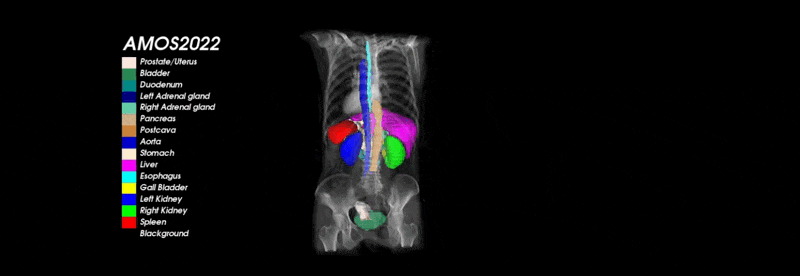 AMOS2022
Prostate/Uterus
Bladder
Duodenum
Left Adrenal gland
Right Adrenal gland
Pancreas
Postcava
Aorta
Stomach
Liver
Esophagus
Gall Bladder
Left Kidney
Right Kidney
Spleen
Blackground